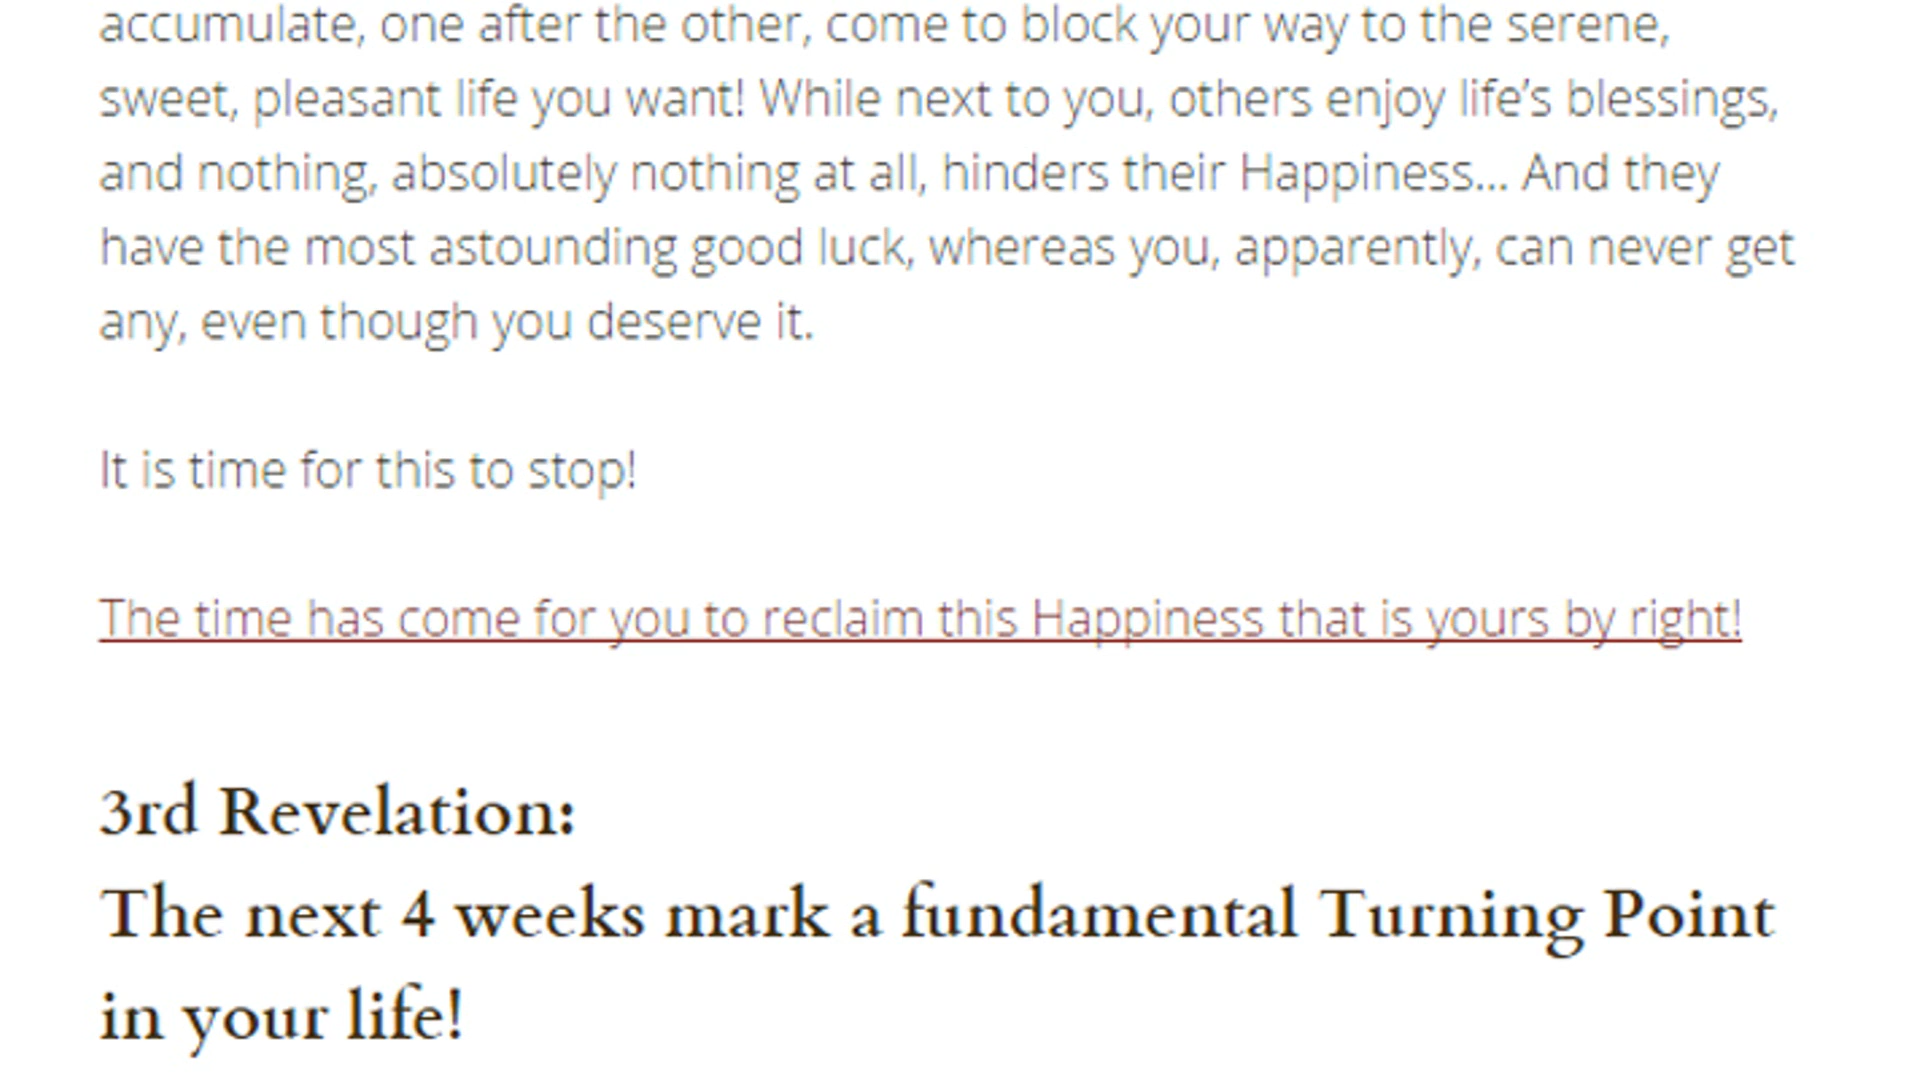 accumulate, one after the other, come to block your way to the serene,
sweet, pleasant life you want! While next to you, others enjoy life’s blessings,
and nothing, absolutely nothing at all, hinders their Happiness... And they
have the most astounding good luck, whereas you, apparently, can never get
any, even though you deserve it.
It is time for this to stop!
The time has come for you to reclaim this Happiness that is yours by right!
3rd Revelation:
The next 4 weeks mark a fundamental Turning Point
in your life!